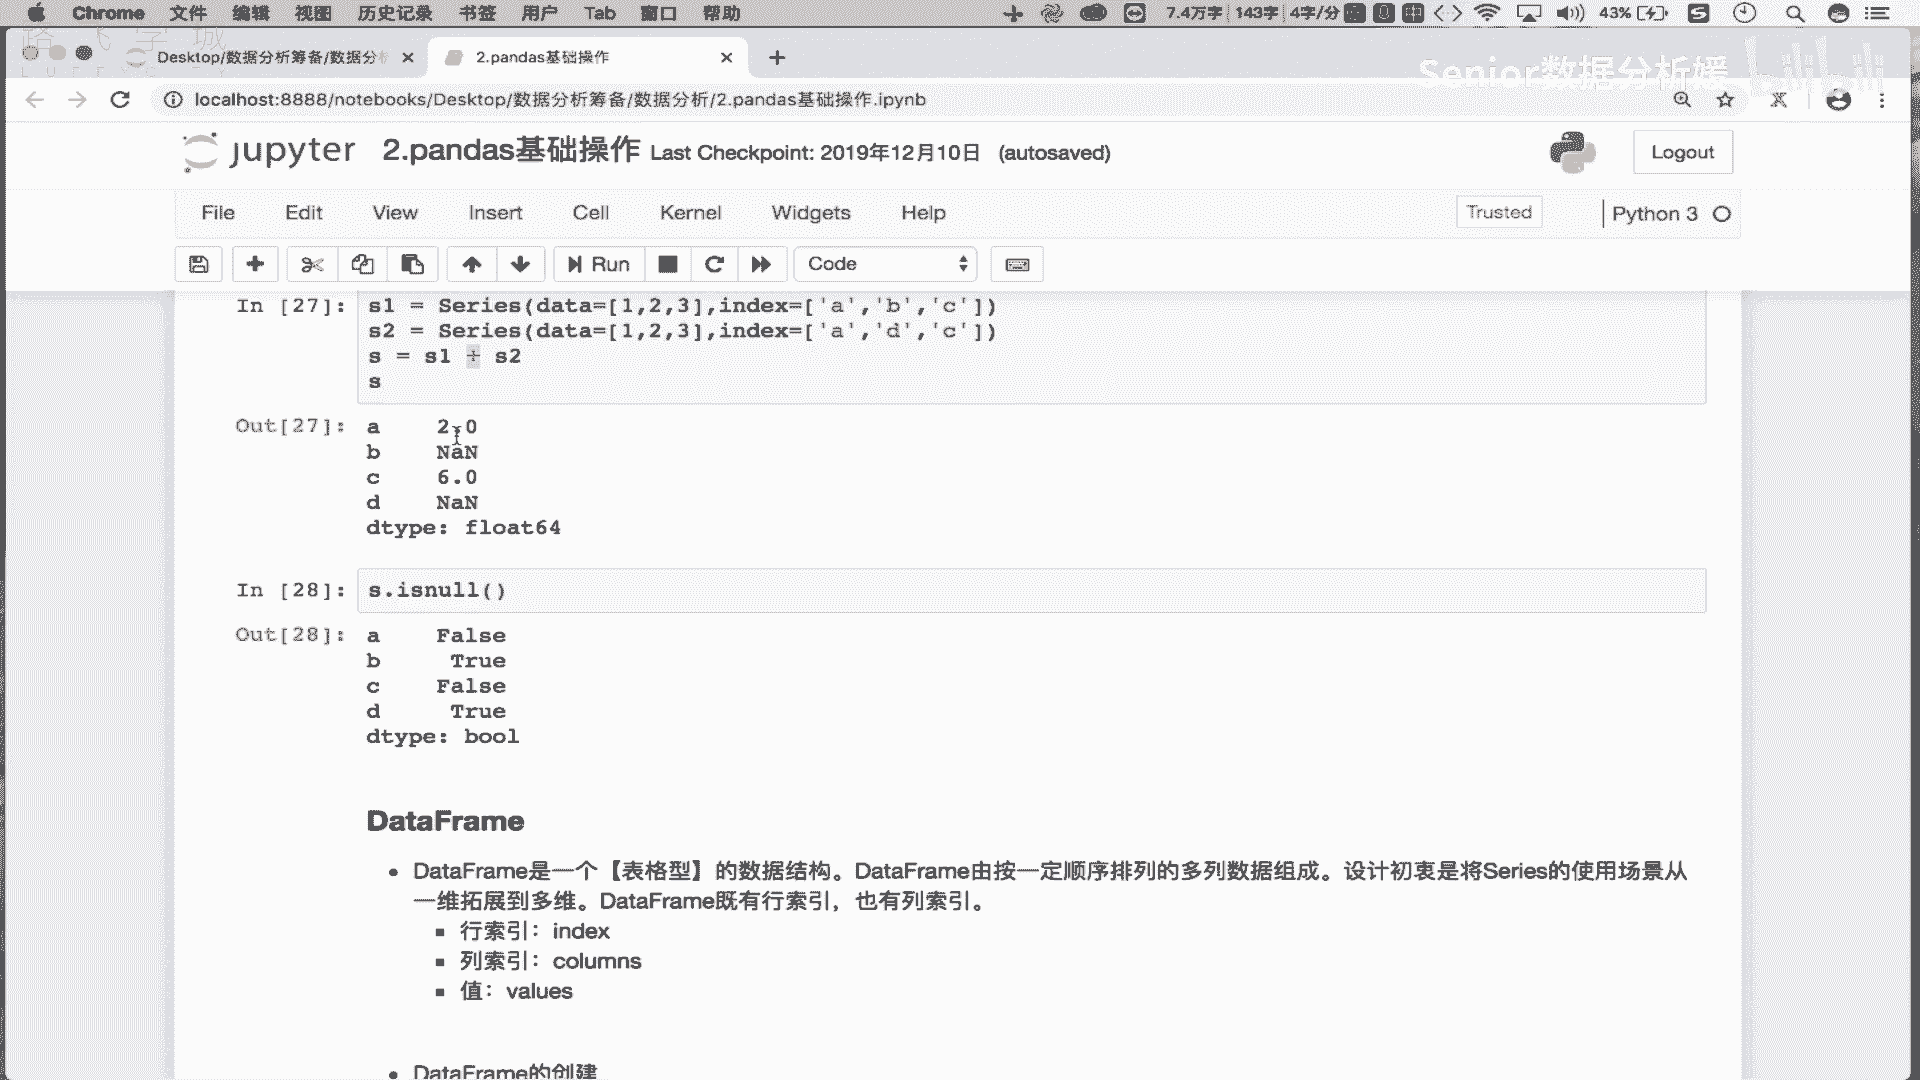 Chrome 文件 编辑 视图 历史记录 书签 用户 Tab 窗口 帮助 7.4万字 143字 4字/分 43%
Desktop/数据分析筹备/数据分析
2.pandas基础操作
Senior数据分析媛 bilibili
localhost:8888/notebooks/Desktop/数据分析筹备/数据分析/2.pandas基础操作.ipynb
jupyter 2.pandas基础操作 Last Checkpoint: 2019年12月10日 (autosaved)
Logout
File Edit View Insert Cell Kernel Widgets Help Trusted Python 3
Run Code
In [27]: s1 = Series(data=[1,2,3],index=['a','b','c'])
s2 = Series(data=[1,2,3],index=['a','d','c'])
s = s1 + s2
s
Out[27]: a 2.0
b NaN
c 6.0
d NaN
dtype: float64
In [28]: s.isnull()
Out[28]: a False
b True
c False
d True
dtype: bool
DataFrame
• DataFrame是一个【表格型】的数据结构。DataFrame由按一定顺序排列的多列数据组成。设计初衷是将Series的使用场景从
一维拓展到多维。DataFrame既有行索引，也有列索引。
▪ 行索引：index
▪ 列索引：columns
▪ 值：values
• DataFrame的创建